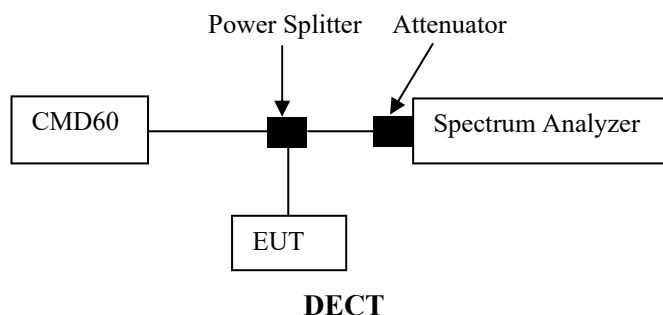 Power Splitter
Attenuator
CMD60
Spectrum Analyzer
EUT
DECT